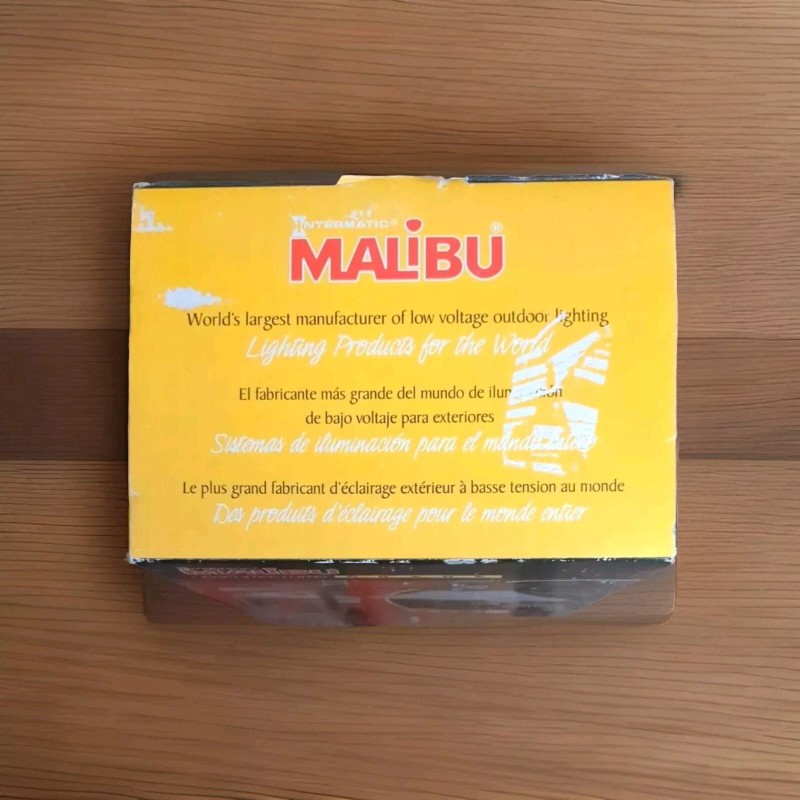 INTERMATIC®
MALIBU®
World's largest manufacturer of low voltage outdoor lighting
Lighting Products for the World
El fabricante más grande del mundo de
de bajo voltaje para exteriores
Sistemas de iluminación para el mundo
Le plus grand fabricant d'éclairage extérieur à basse tension au monde
Des produits d'éclairage pour le monde entier